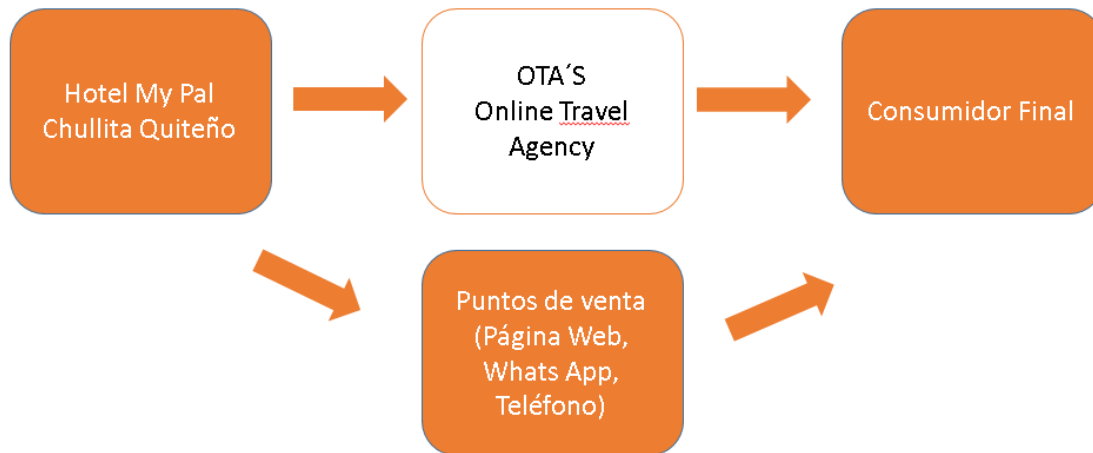 Hotel My Pal
Chullita Quiteño
OTA´S
Online Travel
Agency
Consumidor Final
Puntos de venta
(Página Web,
Whats App,
Teléfono)